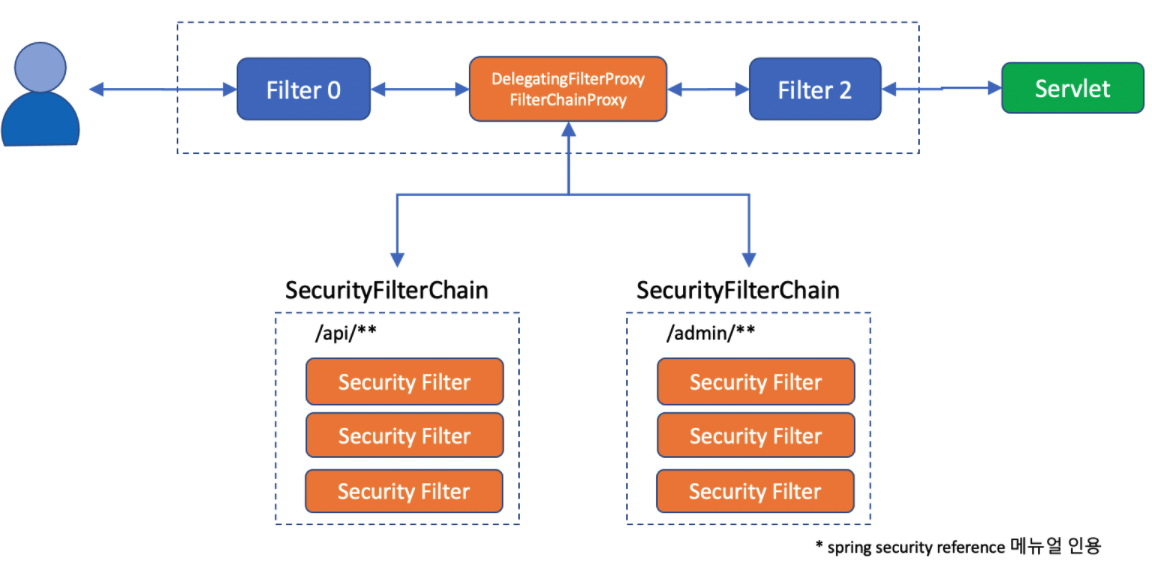 Filter 0
DelegatingFilterProxy
FilterChainProxy
Filter 2
Servlet
SecurityFilterChain
/api/**
Security Filter
Security Filter
Security Filter
SecurityFilterChain
/admin/**
Security Filter
Security Filter
Security Filter
* spring security reference 메뉴얼 인용